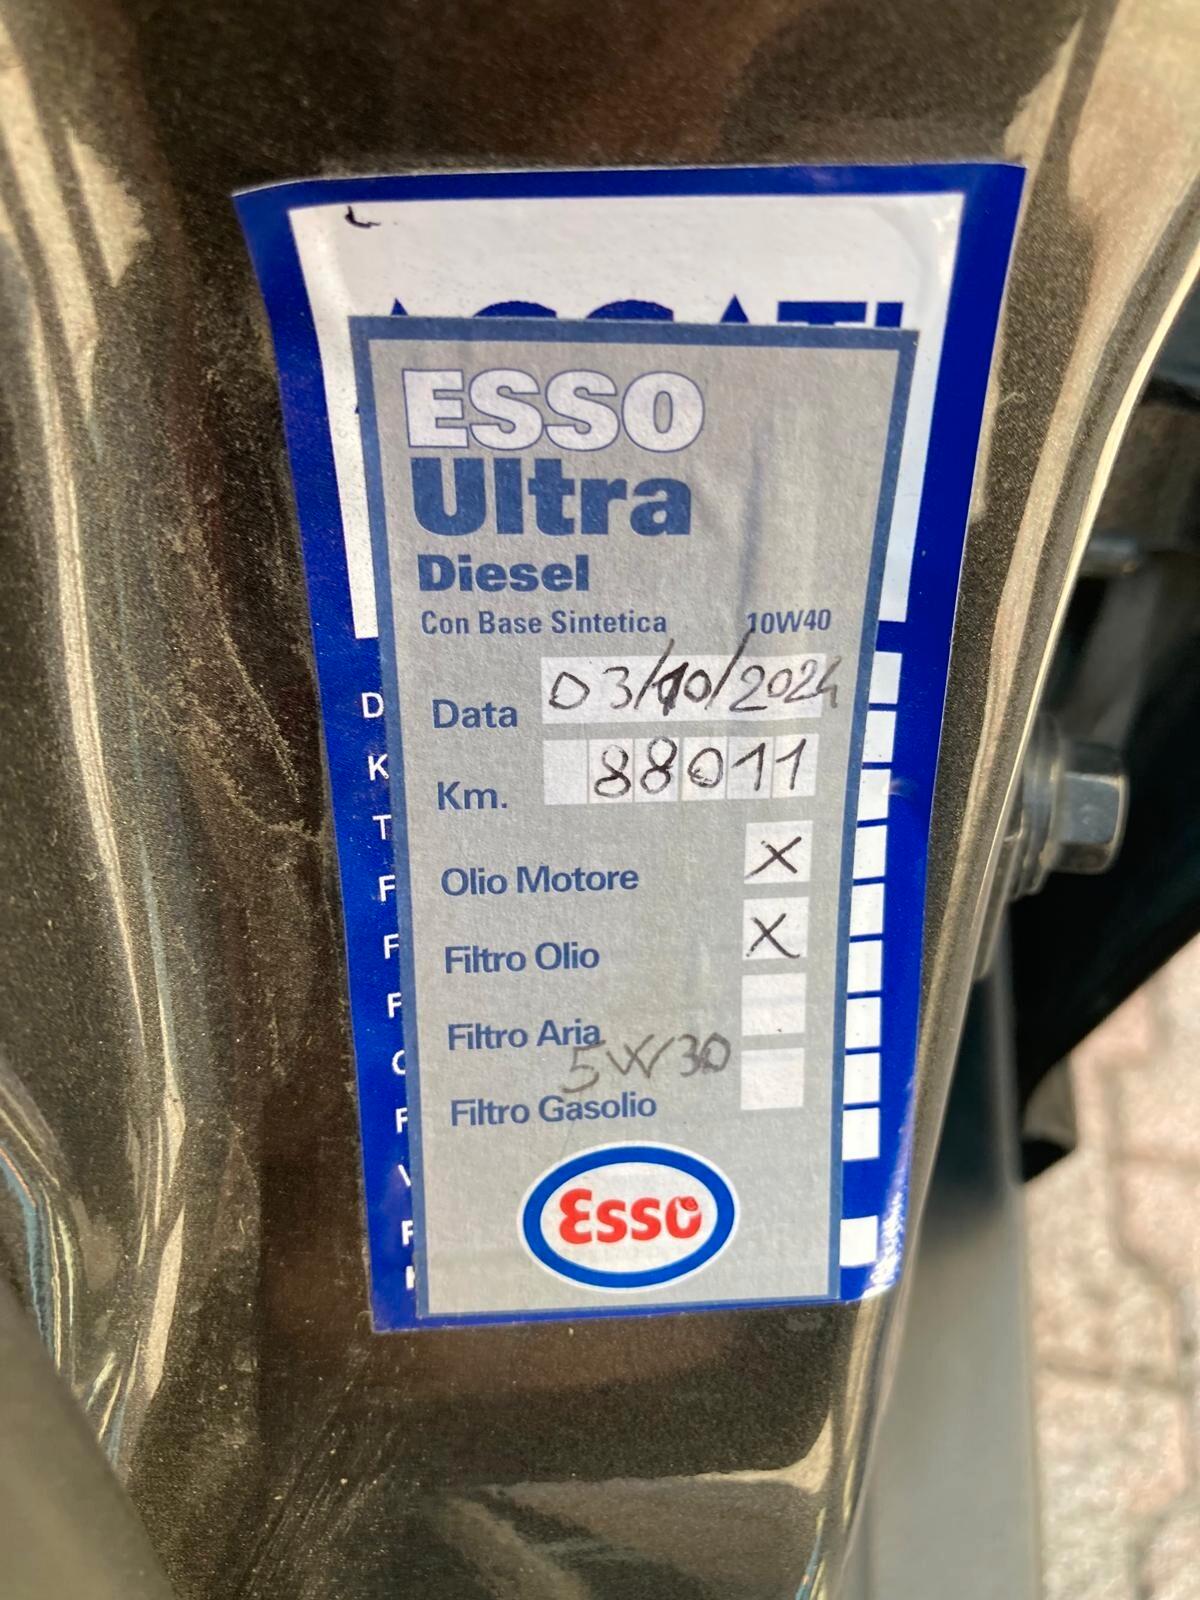 ESSO
Ultra
Diesel
Con Base Sintetica 10W40
Data 03/10/2024
Km. 88011
Olio Motore X
Filtro Olio X
Filtro Aria
5W30
Filtro Gasolio
Esso
D
K
T
F
F
F
F